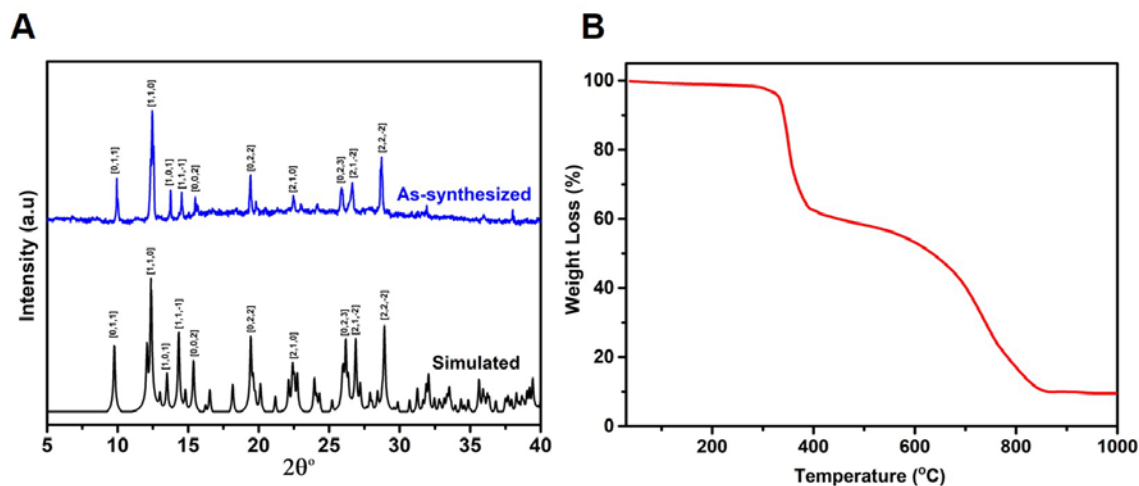 A
Intensity (a.u)
[0,1,1]
[1,1,0]
[1,0,1]
[1,1,-1]
[0,0,2]
[0,2,2]
[2,1,0]
[0,2,3]
[2,1,-2]
[2,2,-2]
As-synthesized
[0,1,1]
[1,1,0]
[1,0,1]
[1,1,-1]
[0,0,2]
[0,2,2]
[2,1,0]
[0,2,3]
[2,1,-2]
[2,2,-2]
Simulated
5 10 15 20 25 30 35 40
2θº
B
Weight Loss (%)
100
80
60
40
20
10
0
200 400 600 800 1000
Temperature (ºC)